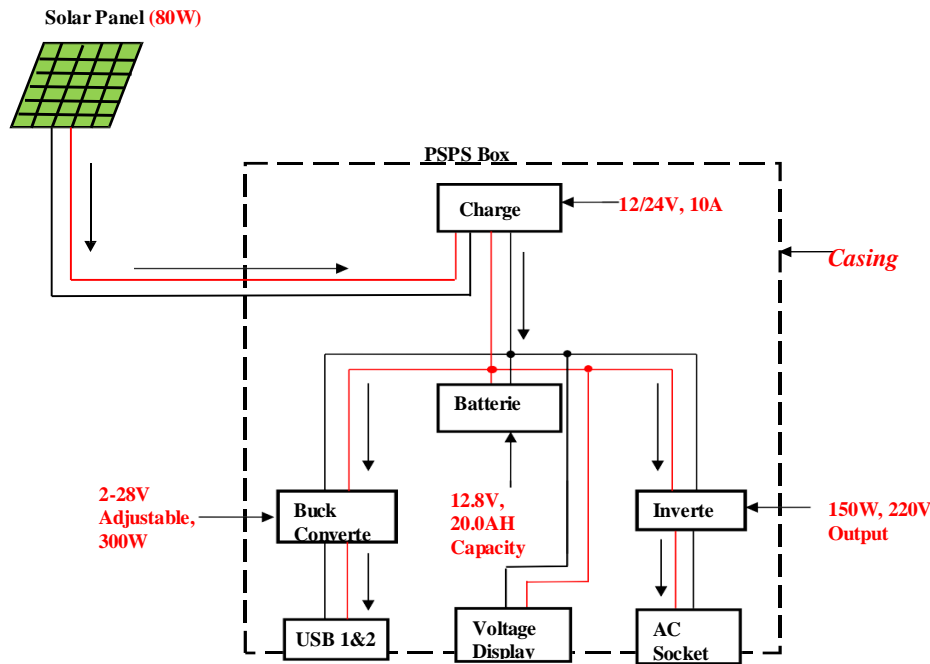 Solar Panel (80W)
PSPS Box
Charge
12/24V, 10A
Casing
Batterie
2-28V
Adjustable,
300W
Buck
Converte
12.8V,
20.0AH
Capacity
Inverte
150W, 220V
Output
USB 1&2
Voltage
Display
AC
Socket